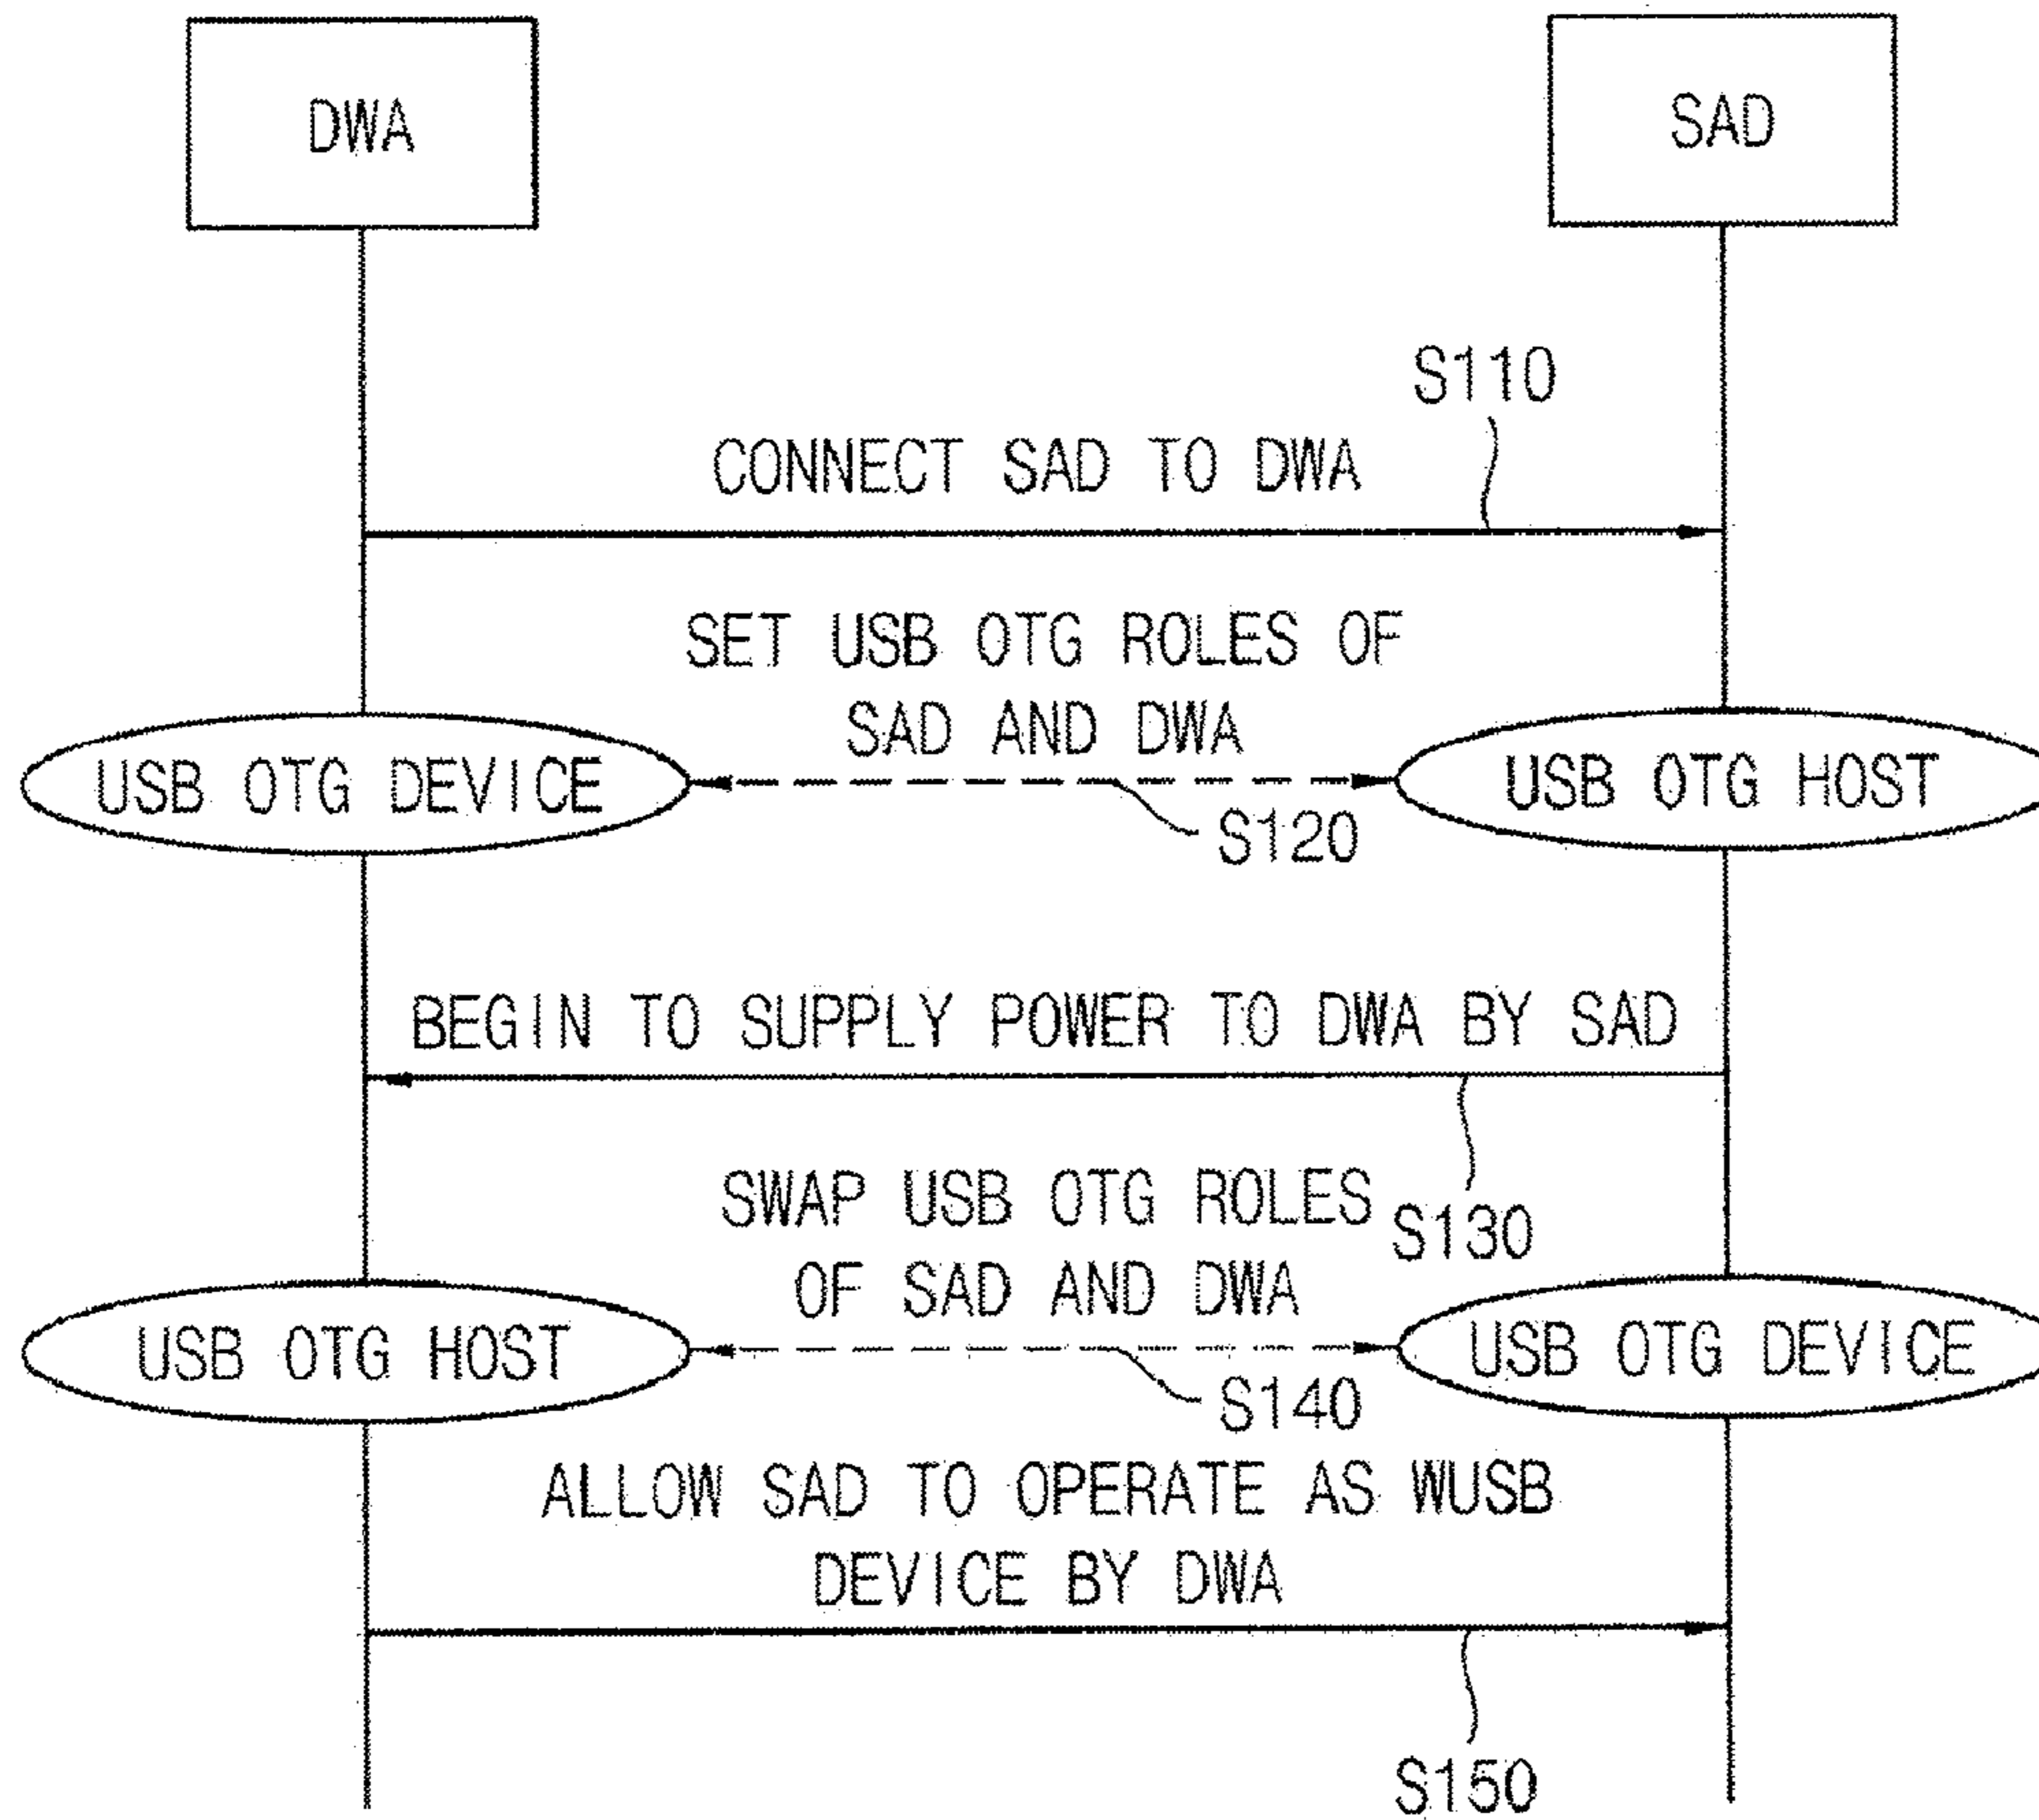 DWA
SAD
S110
CONNECT SAD TO DWA
SET USB OTG ROLES OF
SAD AND DWA
USB OTG DEVICE
USB OTG HOST
S120
BEGIN TO SUPPLY POWER TO DWA BY SAD
SWAP USB OTG ROLES
S130
OF SAD AND DWA
USB OTG HOST
USB OTG DEVICE
S140
ALLOW SAD TO OPERATE AS WUSB
DEVICE BY DWA
S150